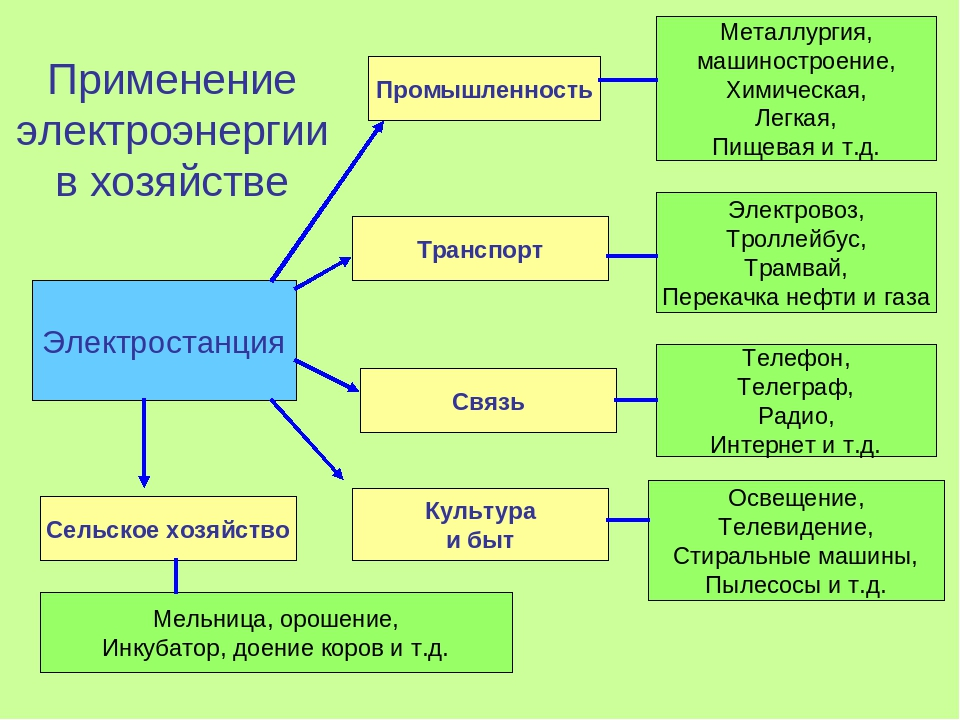 Применение
электроэнергии
в хозяйстве
Промышленность
Металлургия,
машиностроение,
Химическая,
Легкая,
Пищевая и т.д.
Транспорт
Электровоз,
Троллейбус,
Трамвай,
Перекачка нефти и газа
Электростанция
Связь
Телефон,
Телеграф,
Радио,
Интернет и т.д.
Культура
и быт
Освещение,
Телевидение,
Стиральные машины,
Пылесосы и т.д.
Сельское хозяйство
Мельница, орошение,
Инкубатор, доение коров и т.д.